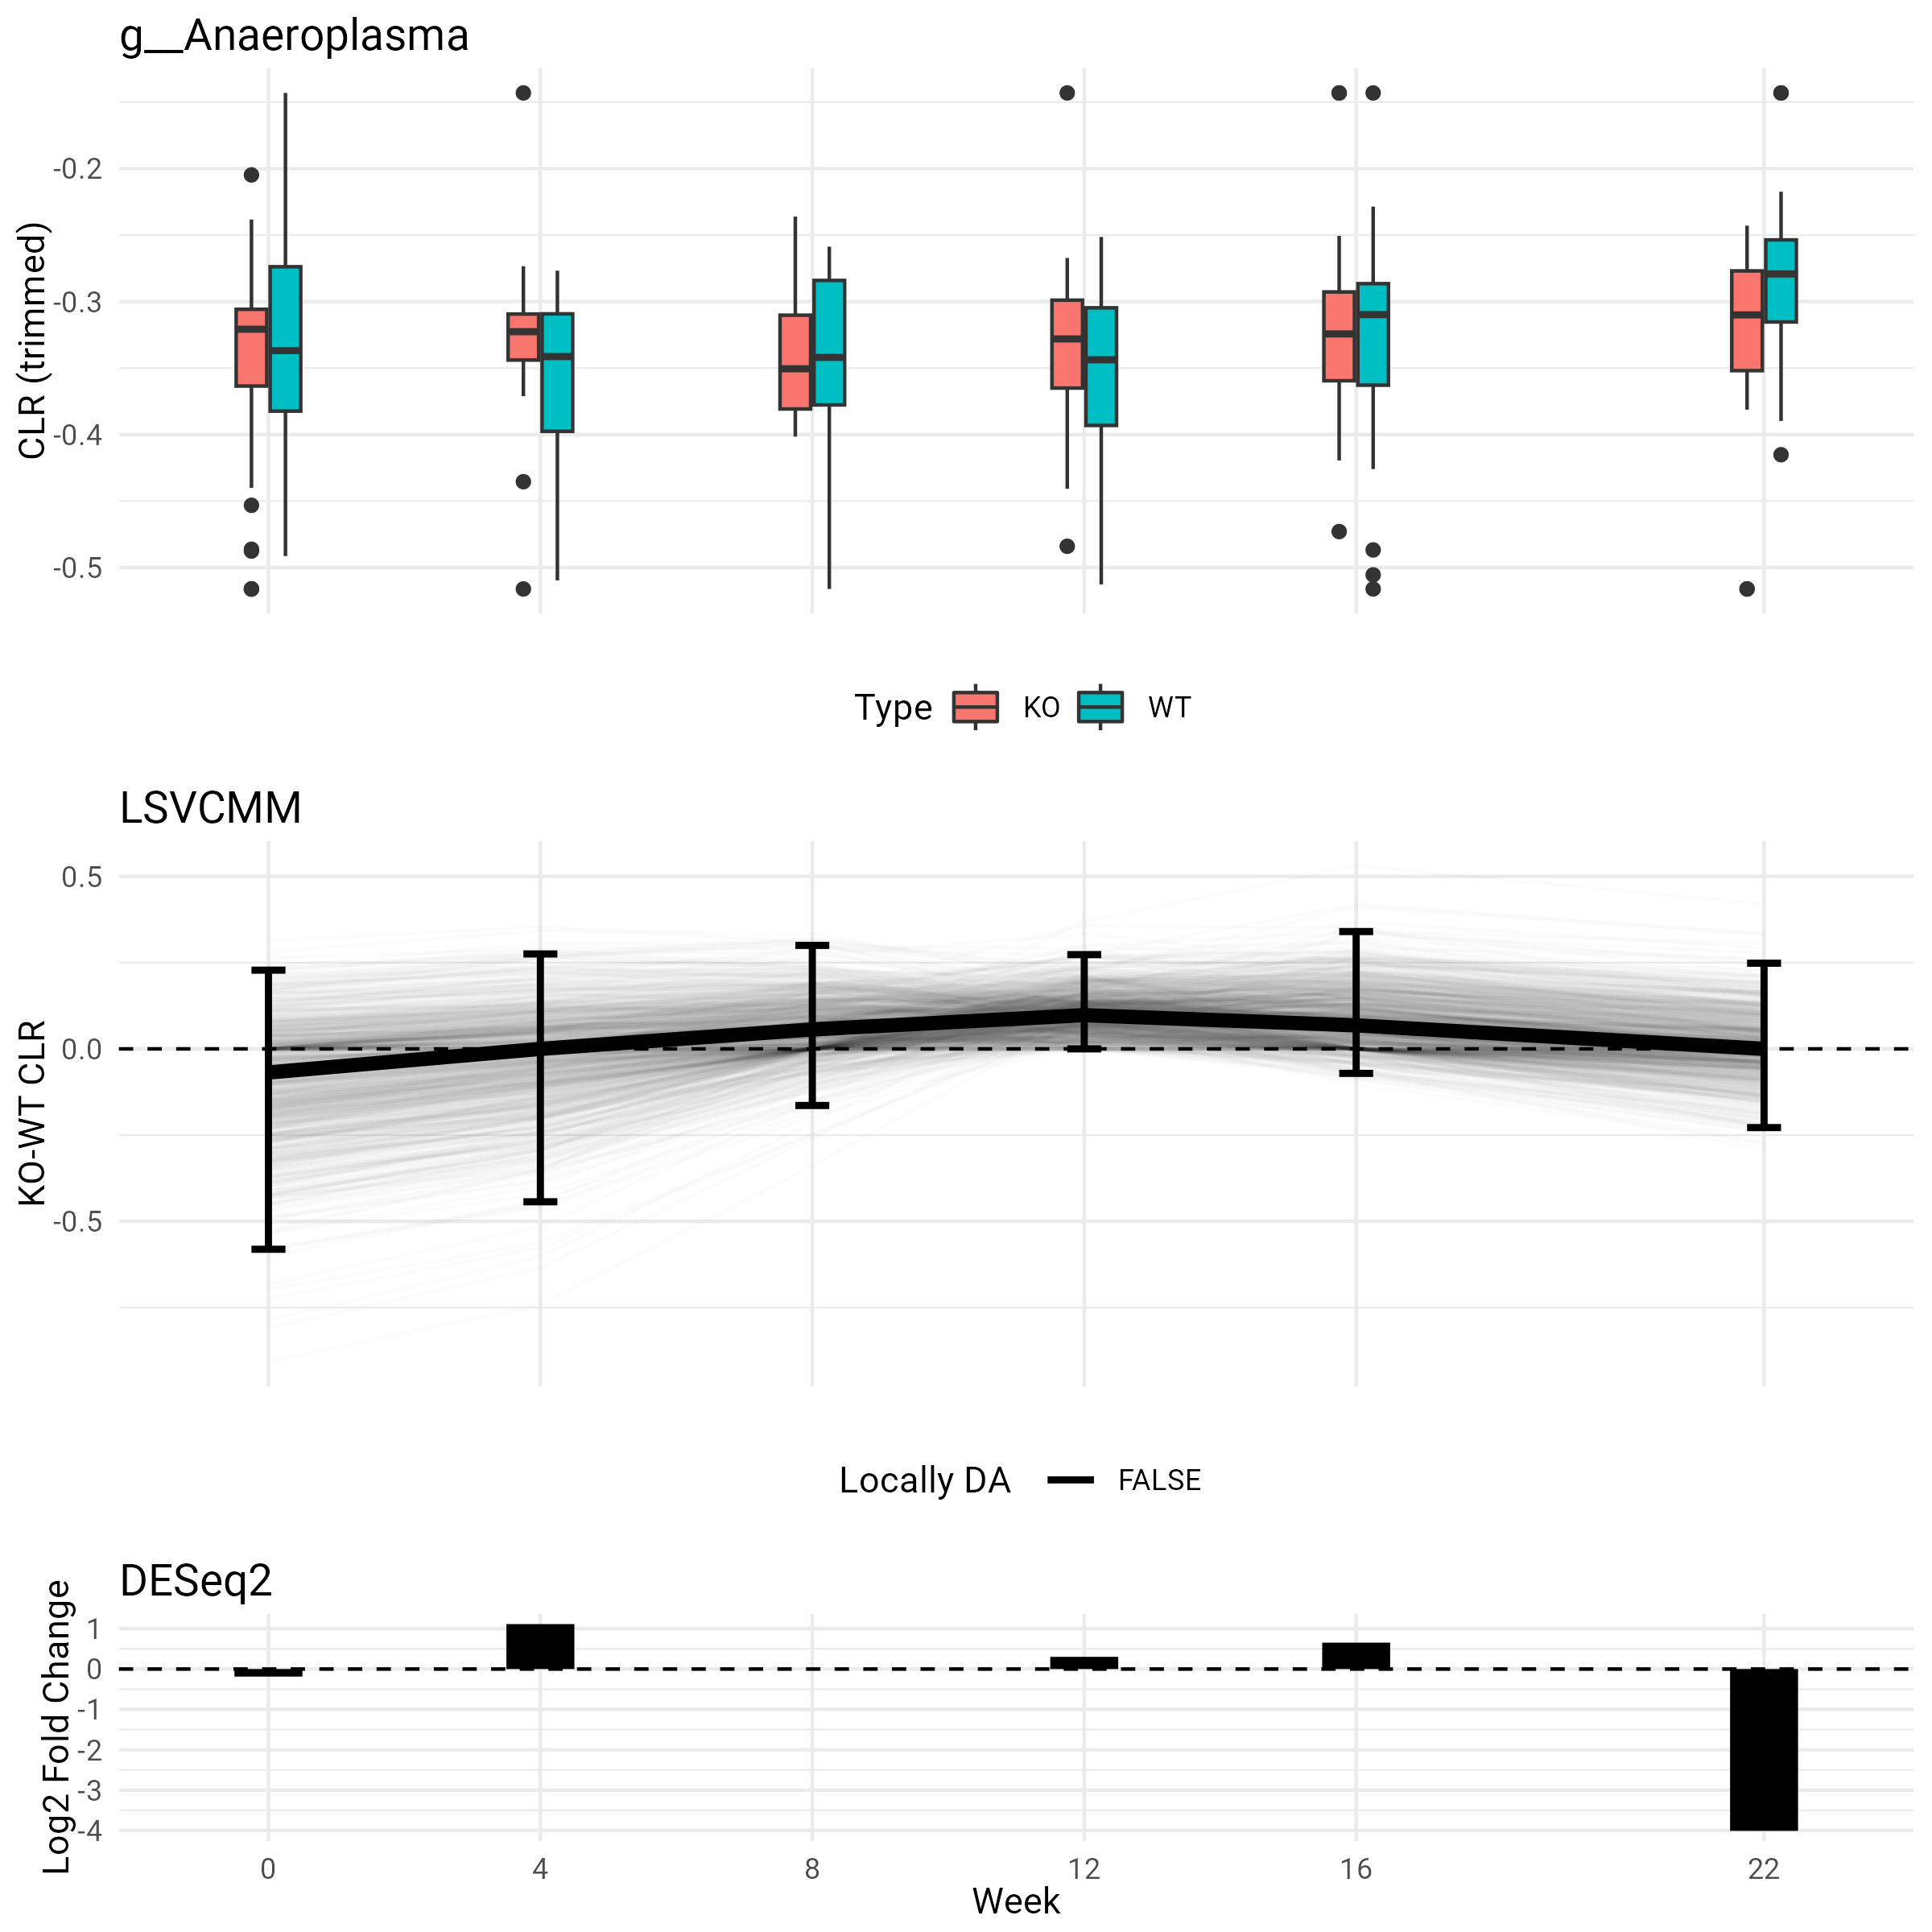 g__Anaeroplasma
CLR (trimmed)
-0.2
-0.3
-0.4
-0.5
Type KO WT
LSVCMM
KO-WT CLR
0.5
0.0
-0.5
Locally DA FALSE
DESeq2
Log2 Fold Change
1
0
-1
-2
-3
-4
0 4 8 12 16 22
Week